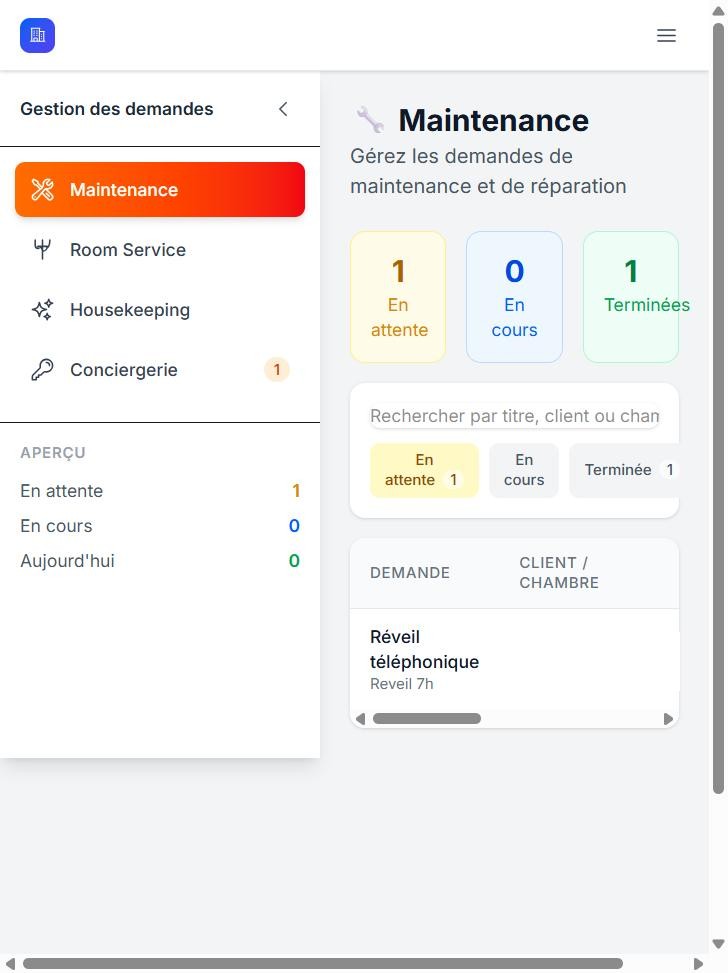 Gestion des demandes
Maintenance
Room Service
Housekeeping
Conciergerie 1
APERÇU
En attente 1
En cours 0
Aujourd'hui 0
Maintenance
Gérez les demandes de
maintenance et de réparation
1
En
attente
0
En
cours
1
Terminées
Rechercher par titre, client ou cham
En
attente 1
En
cours
Terminée 1
DEMANDE
CLIENT /
CHAMBRE
Réveil
téléphonique
Reveil 7h